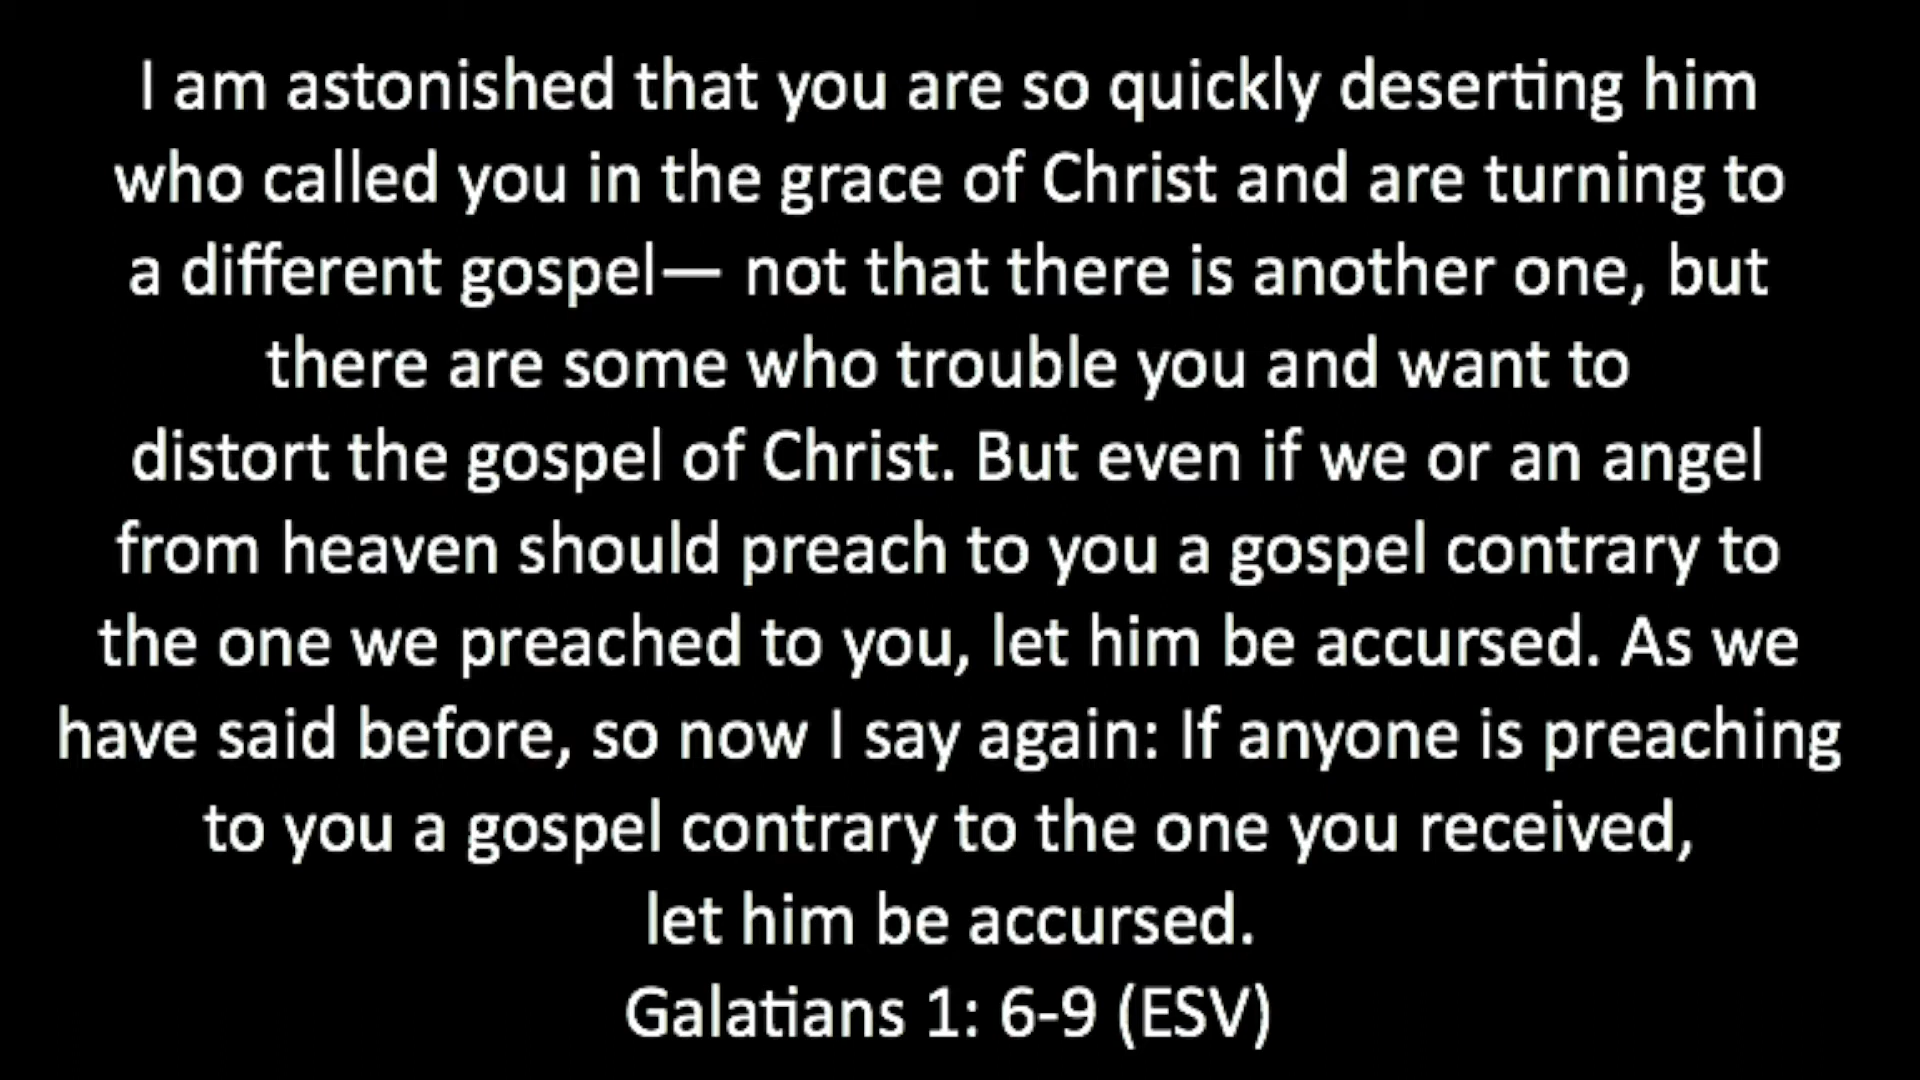 I am astonished that you are so quickly deserting him
who called you in the grace of Christ and are turning to
a different gospel— not that there is another one, but
there are some who trouble you and want to
distort the gospel of Christ. But even if we or an angel
from heaven should preach to you a gospel contrary to
the one we preached to you, let him be accursed. As we
have said before, so now I say again: If anyone is preaching
to you a gospel contrary to the one you received,
let him be accursed.
Galatians 1: 6-9 (ESV)